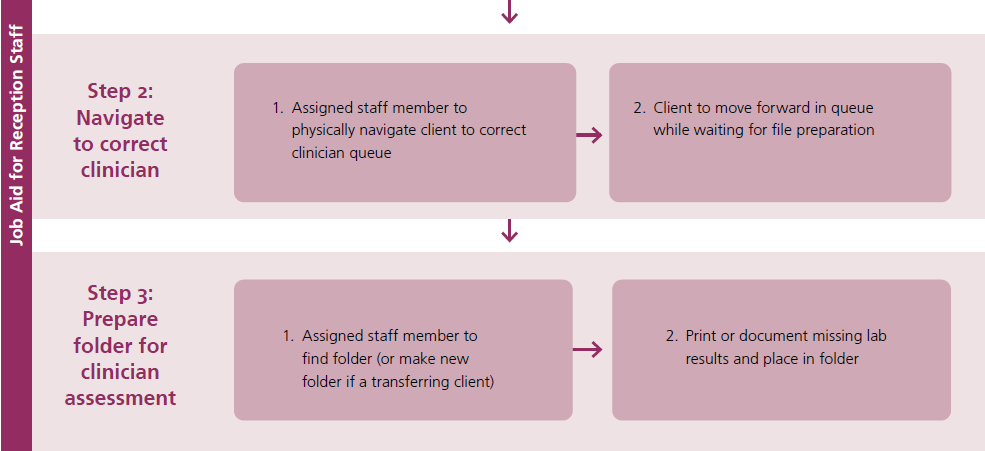 Job Aid for Reception Staff
Step 2:
Navigate
to correct
clinician
1. Assigned staff member to
physically navigate client to correct
clinician queue
2. Client to move forward in queue
while waiting for file preparation
Step 3:
Prepare
folder for
clinician
assessment
1. Assigned staff member to
find folder (or make new
folder if a transferring client)
2. Print or document missing lab
results and place in folder